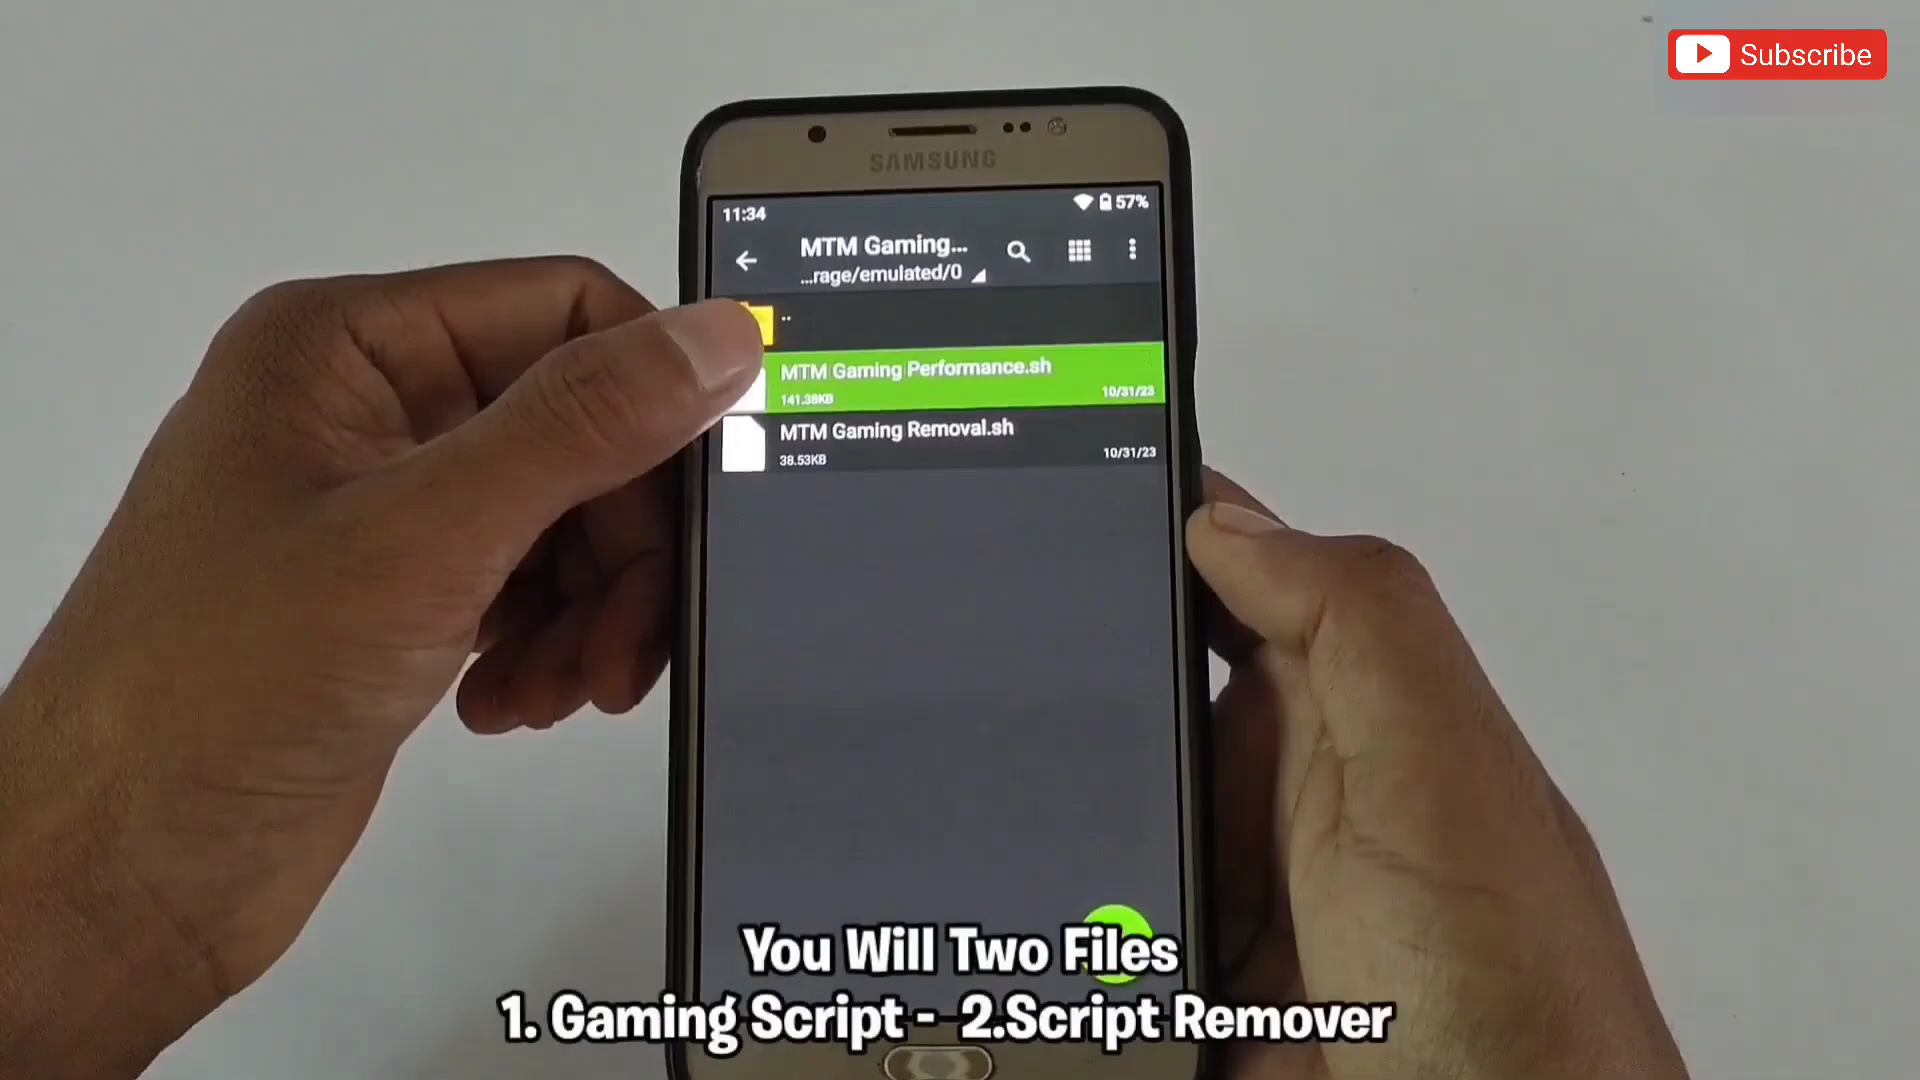 Subscribe
SAMSUNG
11:34
57%
MTM Gaming...
...rage/emulated/0
..
MTM Gaming Performance.sh
141.38KB
10/31/23
MTM Gaming Removal.sh
38.53KB
10/31/23
You Will Two Files
1. Gaming Script - 2.Script Remover